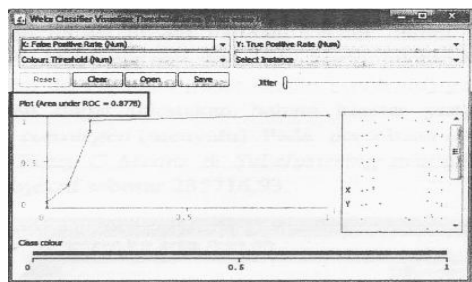 Weka Classifier Visualize
X: False Positive Rate (Num)
Y: True Positive Rate (Num)
Colour: Threshold (Num)
Select Instance
Reset
Clear
Open
Save
Jitter
Plot (Area under ROC = 0.8778)
1
0.5
0
0
0.5
1
X
Y
Class colour
0
0.5
1